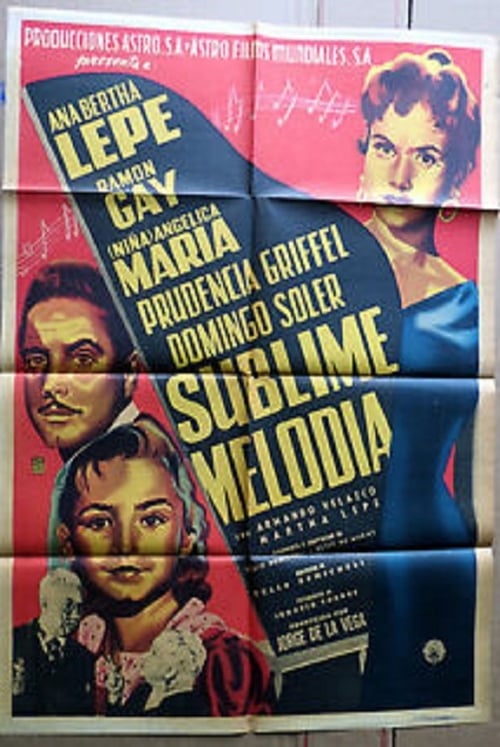 PRODUCCIONES ASTRO, S.A. - ASTRO FILMS MUNDIALES, S.A.
presenta a
ANA BERTHA
LEPE
RAMON
GAY
(NIÑA) ANGELICA
MARIA
PRUDENCIA GRIFFEL
DOMINGO SOLER
SUBLIME
MELODIA
ARMANDO VELASCO
MARTHA LEPE
JORGE DE LA VEGA